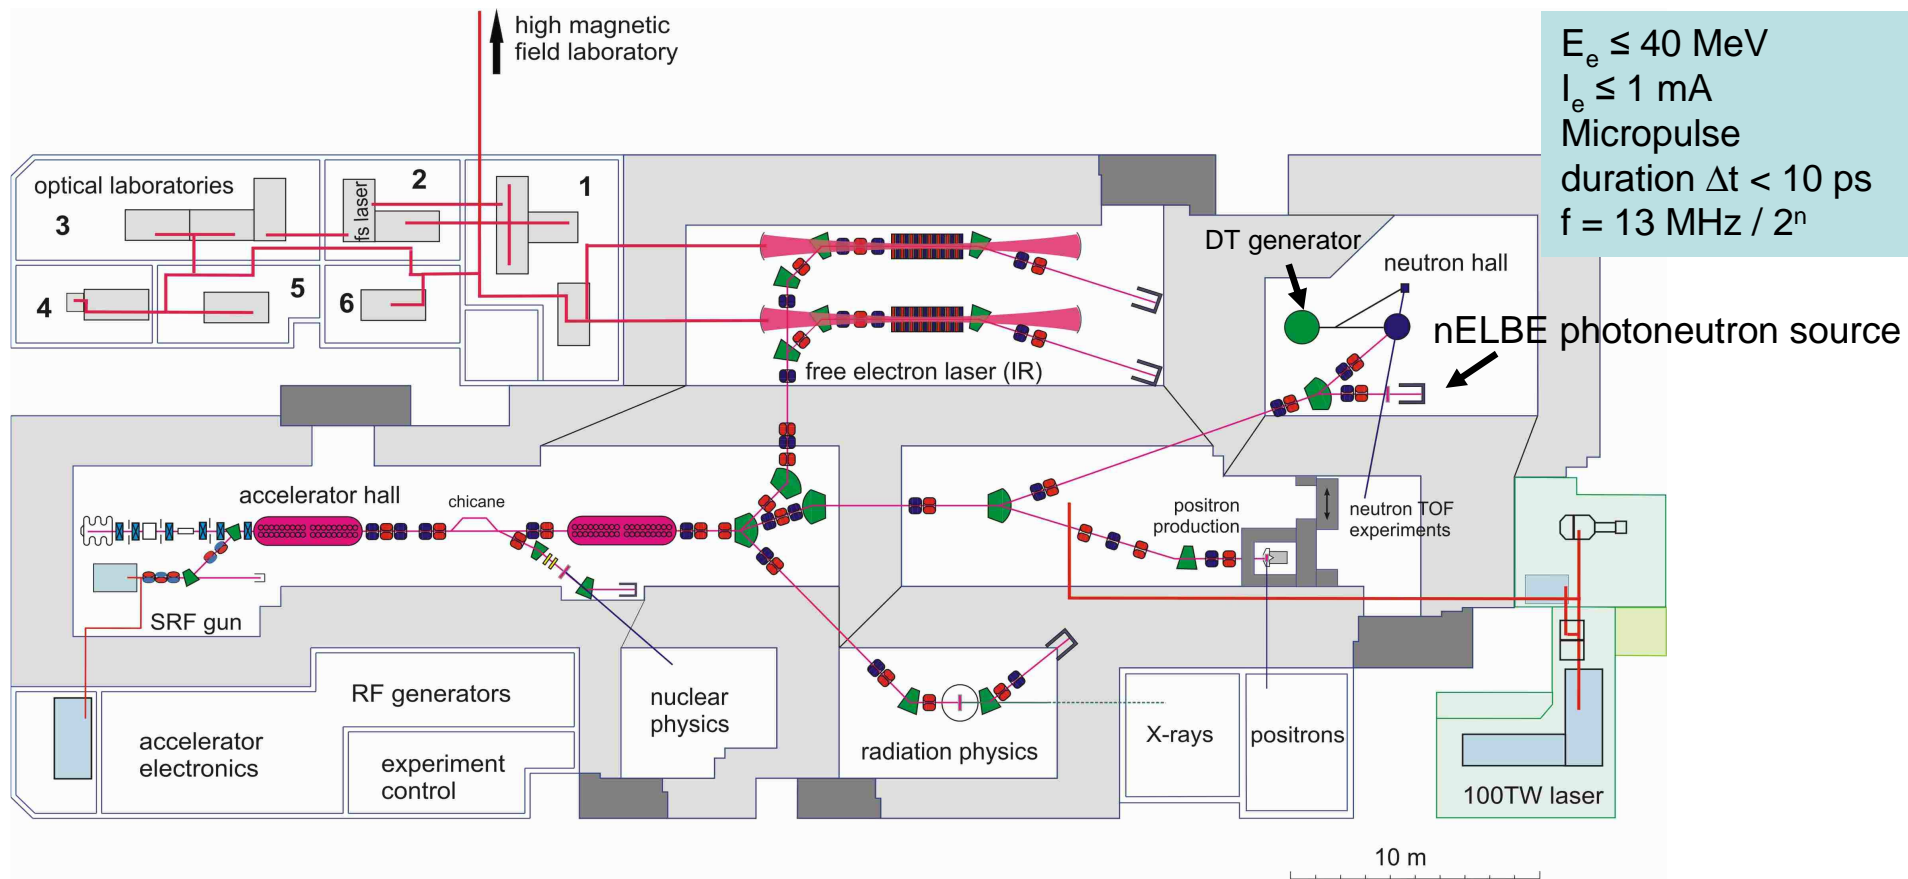 high magnetic
field laboratory
E_e ≤ 40 MeV
I_e ≤ 1 mA
Micropulse
duration Δt < 10 ps
f = 13 MHz / 2ⁿ
optical laboratories
3
2
fs laser
1
4
5
6
DT generator
neutron hall
nELBE photoneutron source
free electron laser (IR)
accelerator hall
chicane
positron
production
neutron TOF
experiments
SRF gun
RF generators
nuclear
physics
accelerator
electronics
experiment
control
radiation physics
X-rays
positrons
100TW laser
10 m